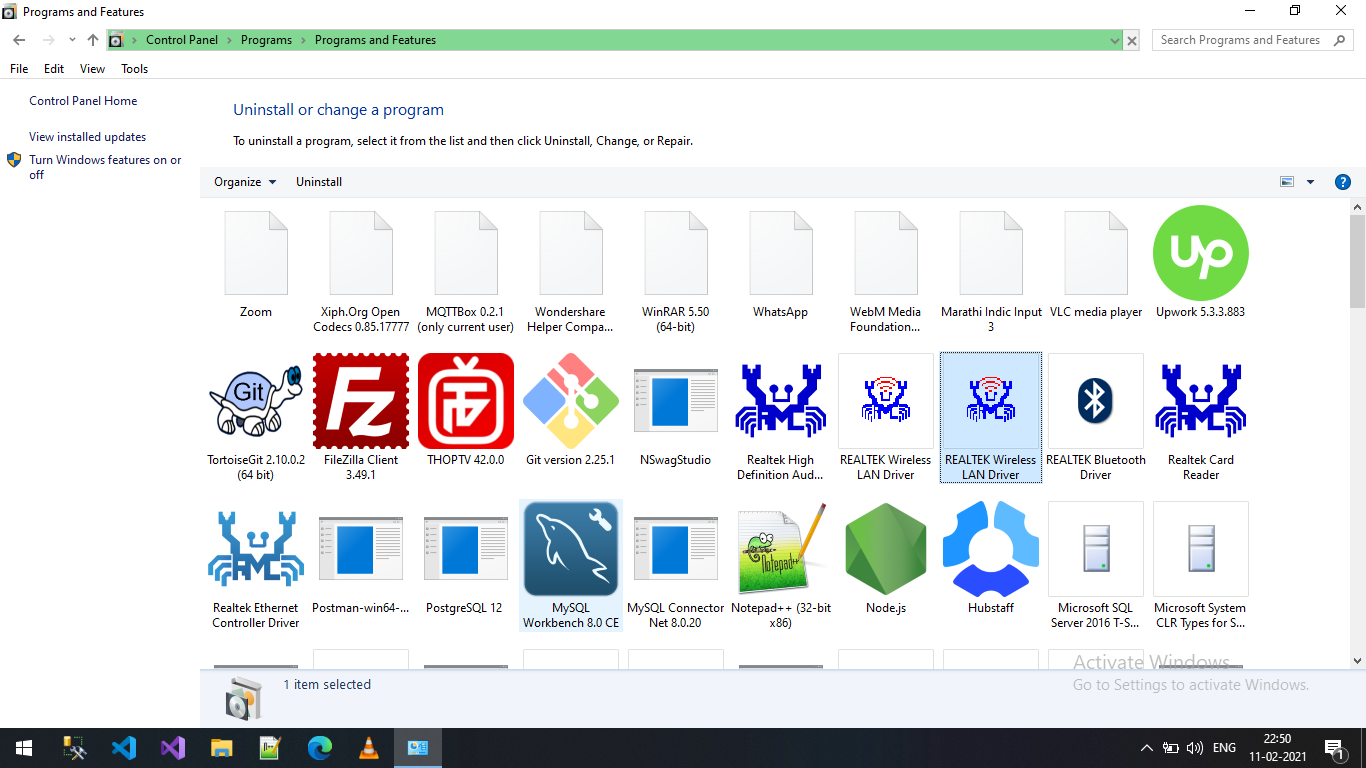 Programs and Features
Control Panel > Programs > Programs and Features
Search Programs and Features
File Edit View Tools
Control Panel Home
View installed updates
Turn Windows features on or
off
Uninstall or change a program
To uninstall a program, select it from the list and then click Uninstall, Change, or Repair.
Organize Uninstall
?
up
Zoom
Xiph.Org Open
Codecs 0.85.17777
MQTTBox 0.2.1
(only current user)
Wondershare
Helper Compa...
WinRAR 5.50
(64-bit)
WhatsApp
WebM Media
Foundation...
Marathi Indic Input
3
VLC media player
Upwork 5.3.3.883
Git
Fz
TortoiseGit 2.10.0.2
(64 bit)
FileZilla Client
3.49.1
THOPTV 42.0.0
Git version 2.25.1
NSwagStudio
Realtek High
Definition Aud...
REALTEK Wireless
LAN Driver
REALTEK Wireless
LAN Driver
REALTEK Bluetooth
Driver
Realtek Card
Reader
Notepad++
Realtek Ethernet
Controller Driver
Postman-win64-...
PostgreSQL 12
MySQL
Workbench 8.0 CE
MySQL Connector
Net 8.0.20
Notepad++ (32-bit
x86)
Node.js
Hubstaff
Microsoft SQL
Server 2016 T-S...
Microsoft System
CLR Types for S...
1 item selected
Activate Windows
Go to Settings to activate Windows.
ENG
22:50
11-02-2021
1